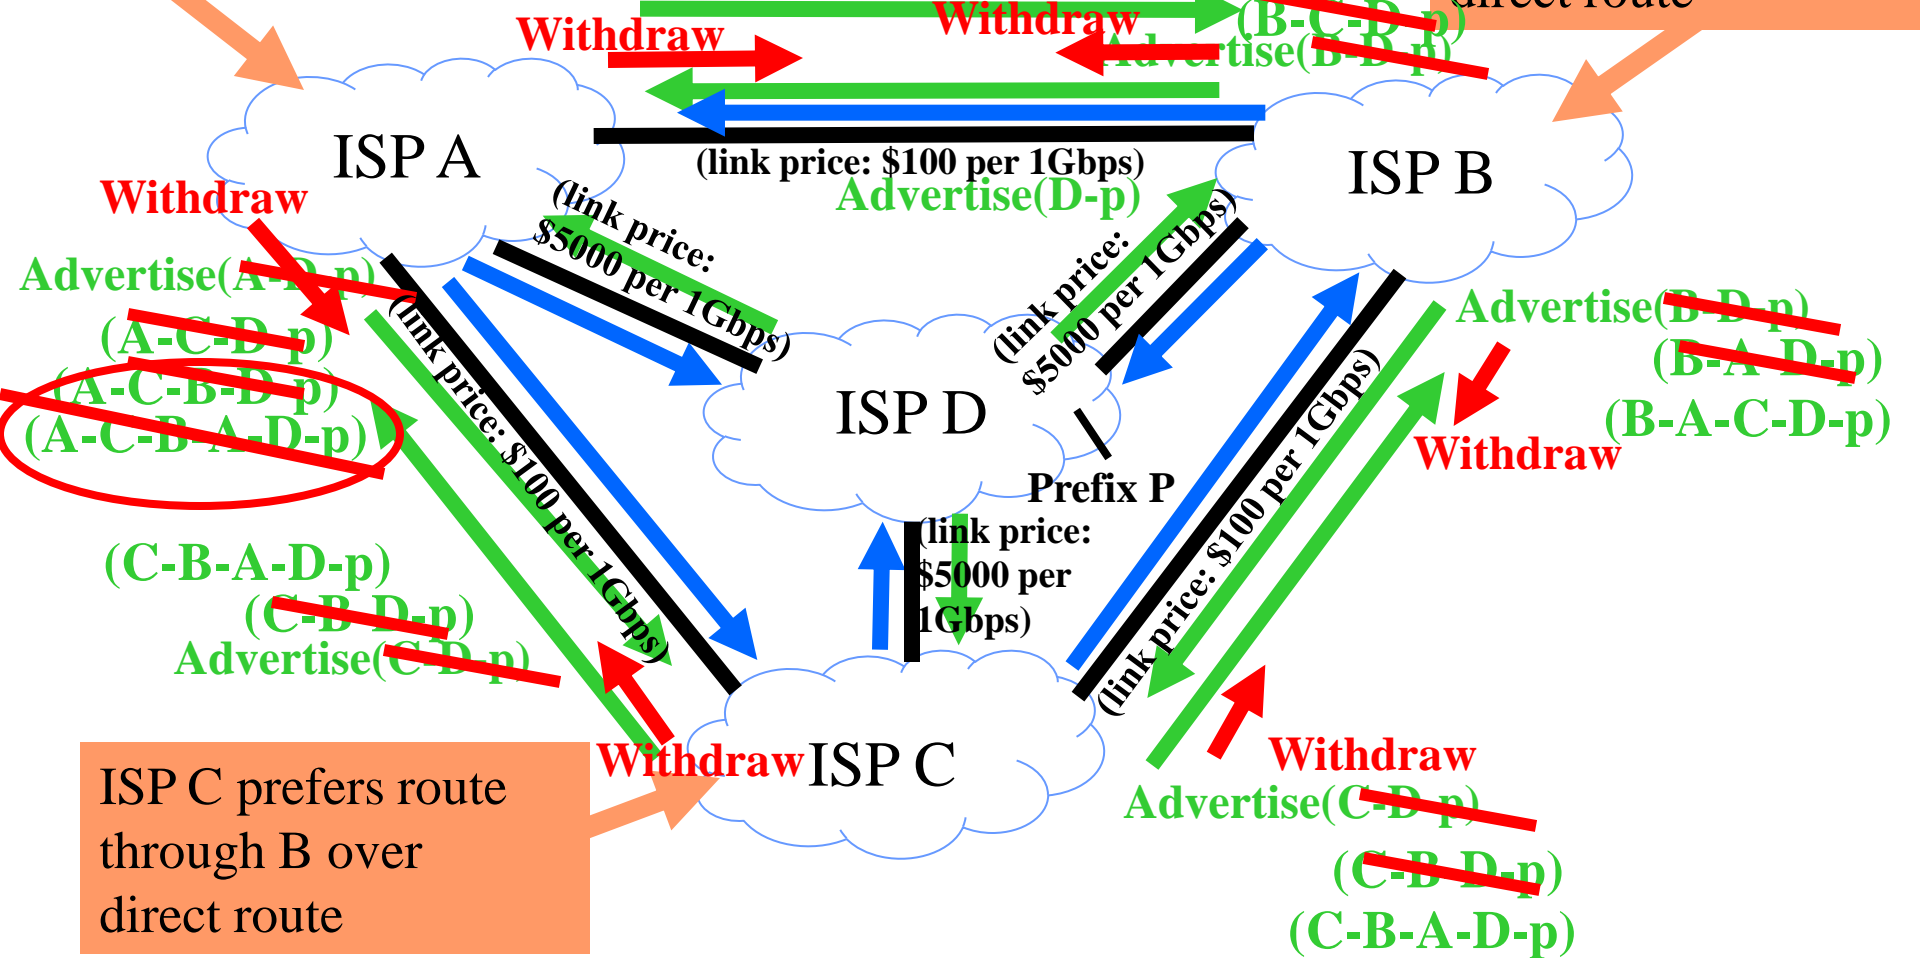 direct route
Withdraw
Withdraw
(B-C-D-p)
Advertise(B-D-p)
ISP A
ISP B
(link price: $100 per 1Gbps)
Advertise(D-p)
Withdraw
(link price:
$5000 per 1Gbps)
(link price:
$5000 per 1Gbps)
Advertise(A-D-p)
(A-C-D-p)
(A-C-B-D-p)
(A-C-B-A-D-p)
(link price: $100 per 1Gbps)
Advertise(B-D-p)
(B-A-D-p)
(B-A-C-D-p)
Withdraw
ISP D
Prefix P
(link price:
$5000 per
1Gbps)
(link price: $100 per 1Gbps)
(C-B-A-D-p)
(C-B-D-p)
Advertise(C-D-p)
Withdraw
ISP C
ISP C prefers route
through B over
direct route
Withdraw
Advertise(C-D-p)
(C-B-D-p)
(C-B-A-D-p)